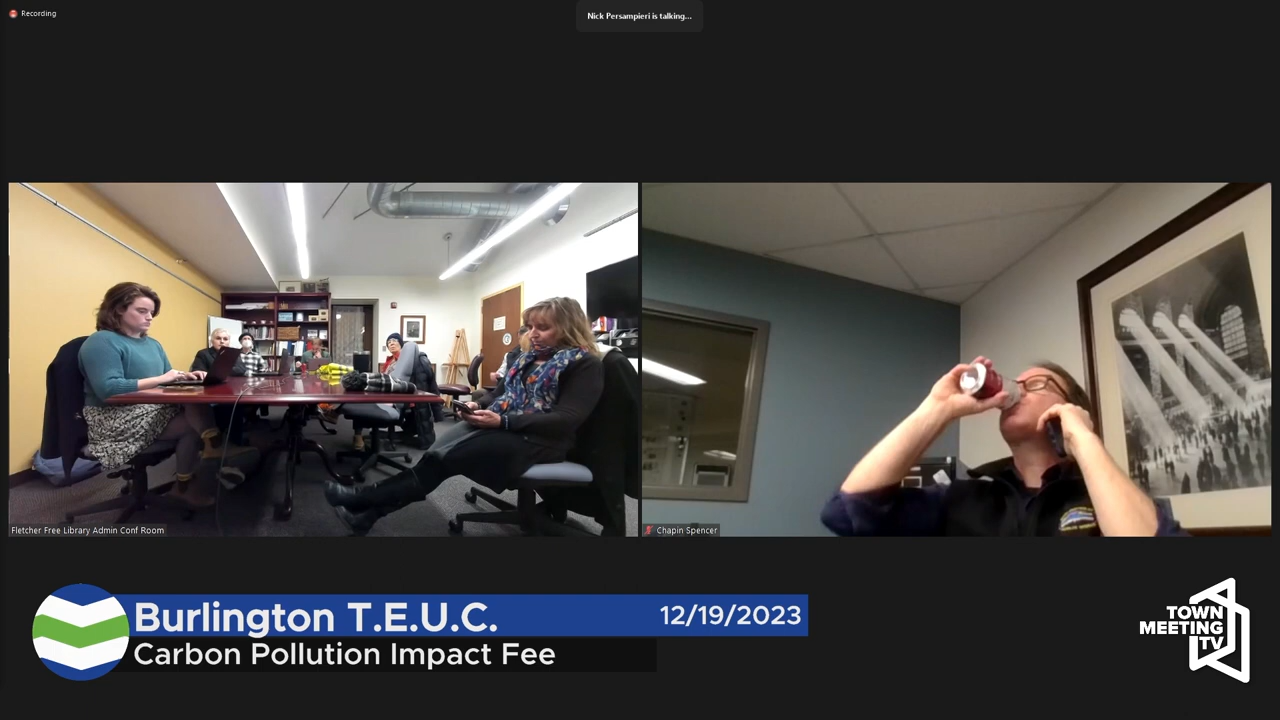 Recording
Nick Persampieri is talking...
Fletcher Free Library Admin Conf Room
Chapin Spencer
Burlington T.E.U.C.
12/19/2023
Carbon Pollution Impact Fee
TOWN
MEETING
TV